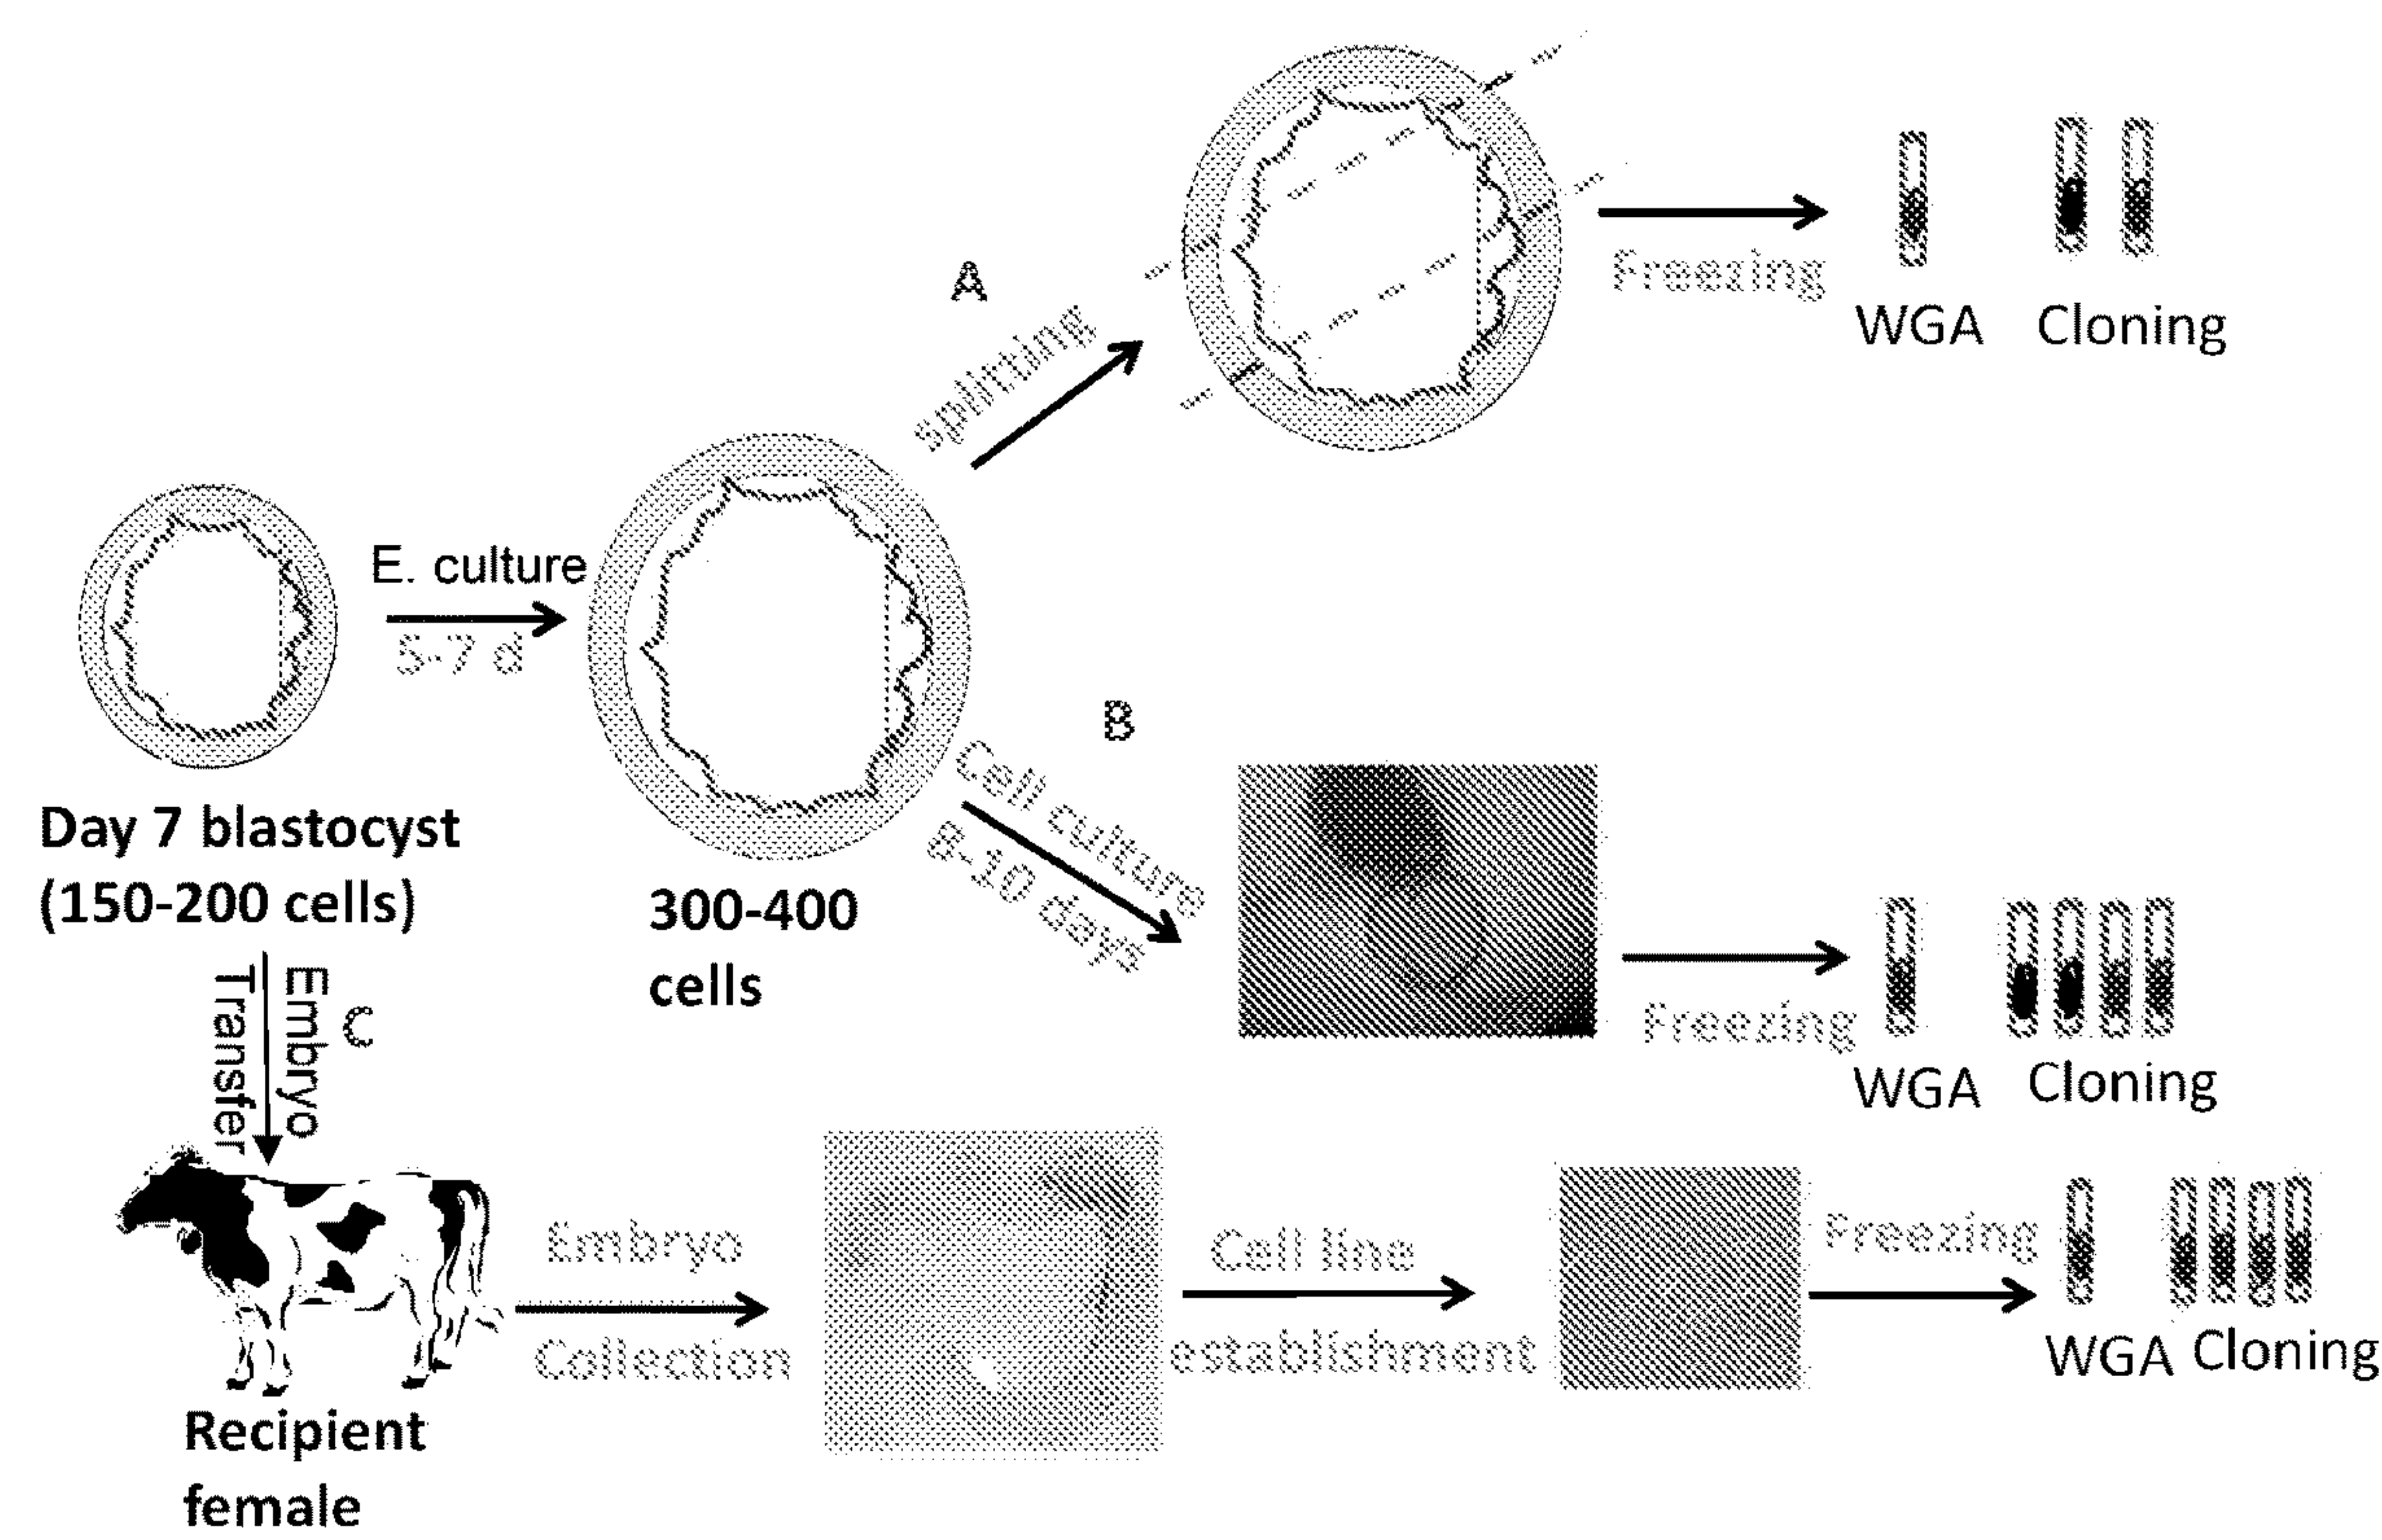 A
splitting
Freezing
WGA Cloning
E. culture
5-7 d
Day 7 blastocyst
(150-200 cells)
300-400
cells
B
Cell culture
8-10 days
Freezing
WGA
Cloning
Embryo
Transfer
C
Recipient
female
Embryo
Collection
Cell line
establishment
Freezing
WGA Cloning